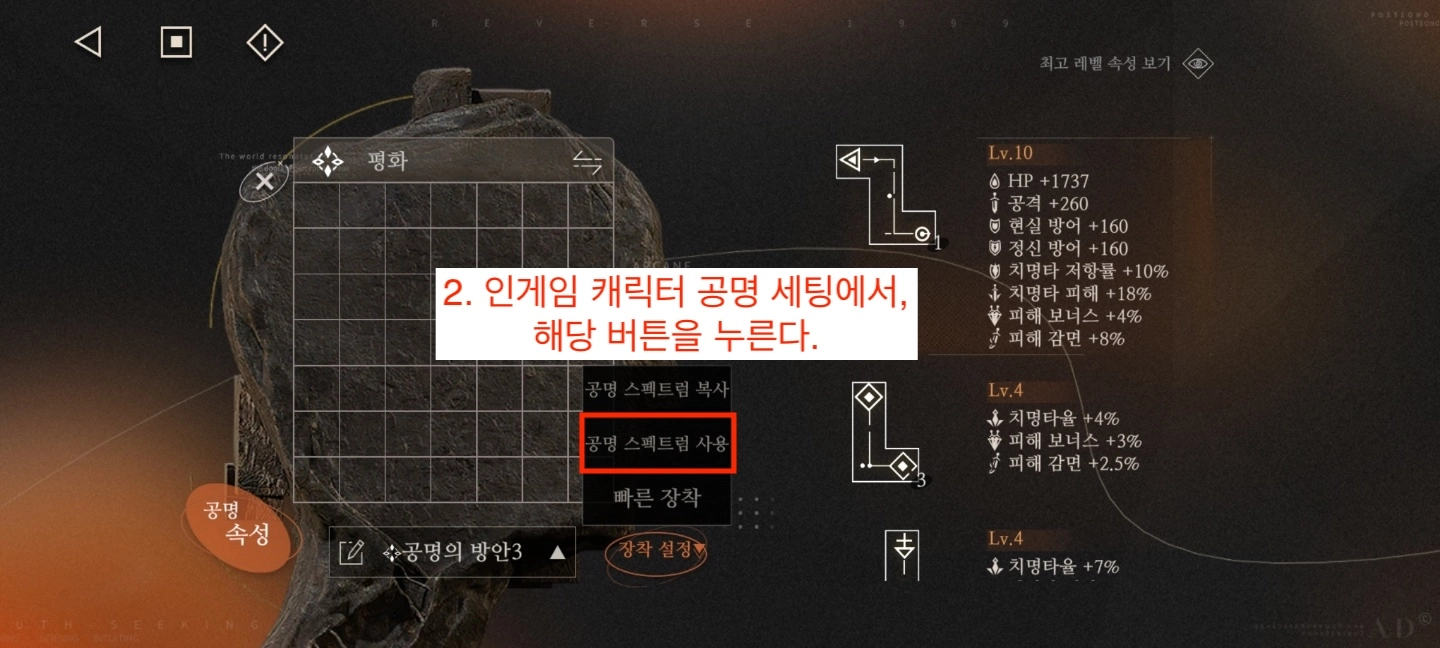 R E V E R S E 1 9 9 9
최고 레벨 속성 보기
The world
평화
Lv.10
HP +1737
공격 +260
현실 방어 +160
정신 방어 +160
치명타 저항률 +10%
치명타 피해 +18%
피해 보너스 +4%
피해 감면 +8%
1
ARCANE
2. 인게임 캐릭터 공명 세팅에서,
해당 버튼을 누른다.
공명 스펙트럼 복사
공명 스펙트럼 사용
빠른 장착
Lv.4
치명타율 +4%
피해 보너스 +3%
피해 감면 +2.5%
3
공명
속성
공명의 방안3
장착 설정
Lv.4
치명타율 +7%
UTH-SEEKING